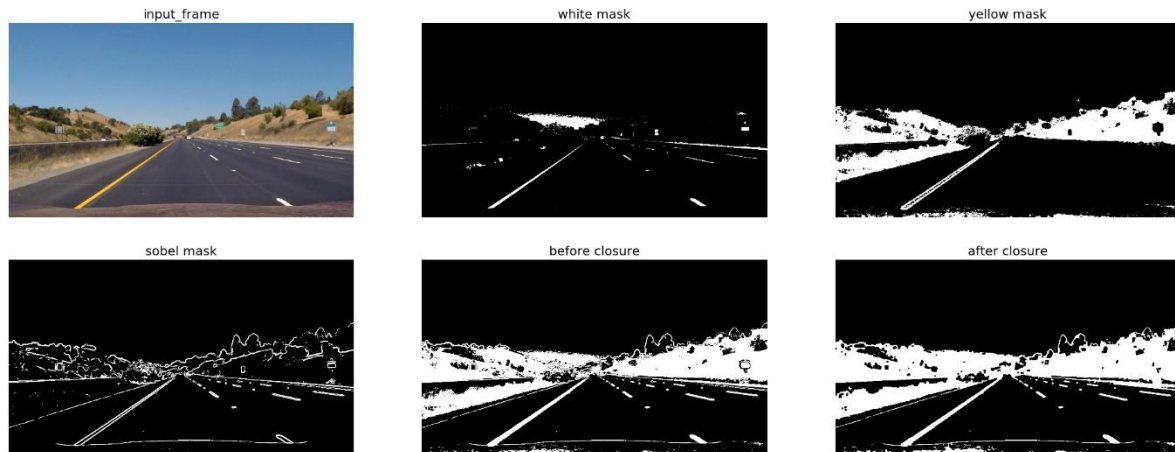 input_frame
white mask
yellow mask
sobel mask
before closure
after closure